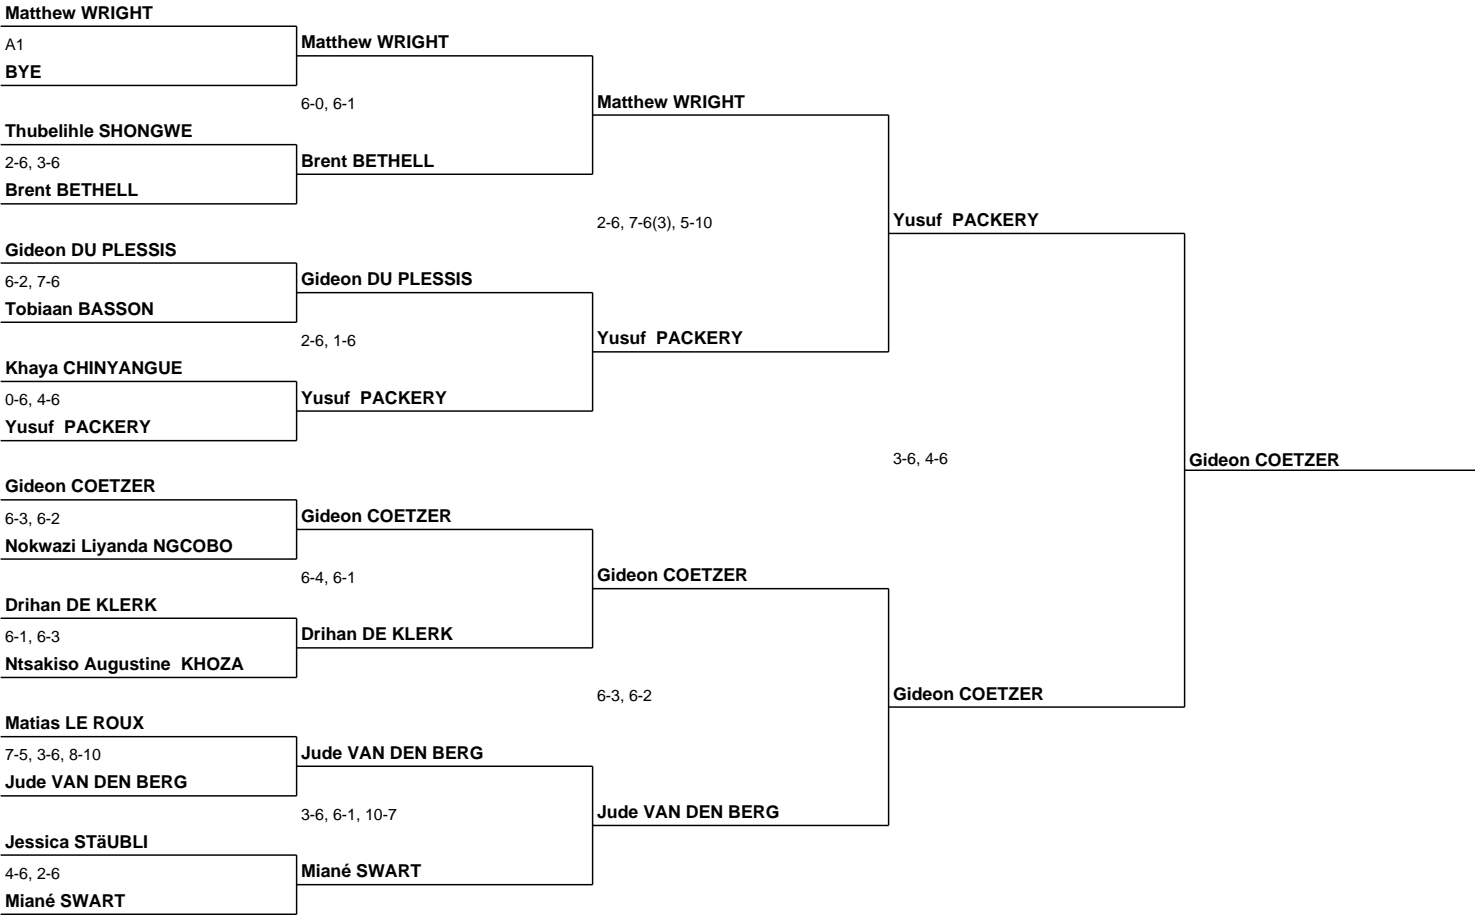 Matthew WRIGHT
A1
BYE
Thubelihle SHONGWE
2-6, 3-6
Brent BETHELL
Gideon DU PLESSIS
6-2, 7-6
Tobiaan BASSON
Khaya CHINYANGUE
0-6, 4-6
Yusuf  PACKERY
Gideon COETZER
6-3, 6-2
Nokwazi Liyanda NGCOBO
Drihan DE KLERK
6-1, 6-3
Ntsakiso Augustine  KHOZA
Matias LE ROUX
7-5, 3-6, 8-10
Jude VAN DEN BERG
Jessica STäUBLI
4-6, 2-6
Miané SWART
Matthew WRIGHT
6-0, 6-1
Brent BETHELL
Gideon DU PLESSIS
2-6, 1-6
Yusuf  PACKERY
Gideon COETZER
6-4, 6-1
Drihan DE KLERK
Jude VAN DEN BERG
3-6, 6-1, 10-7
Miané SWART
Matthew WRIGHT
2-6, 7-6(3), 5-10
Yusuf  PACKERY
Gideon COETZER
6-3, 6-2
Jude VAN DEN BERG
Yusuf  PACKERY
3-6, 4-6
Gideon COETZER
Gideon COETZER